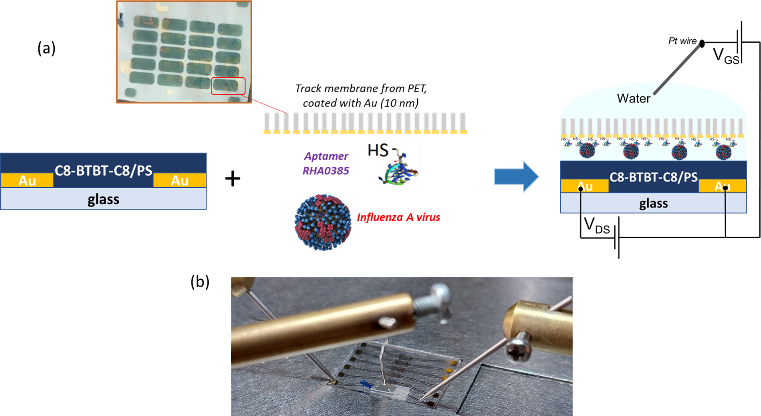 (a)
Track membrane from PET,
coated with Au (10 nm)
Aptamer
RHA0385
HS
Influenza A virus
C8-BTBT-C8/PS
Au
Au
glass
+
Pt wire
VGS
Water
C8-BTBT-C8/PS
Au
Au
glass
VDS
(b)